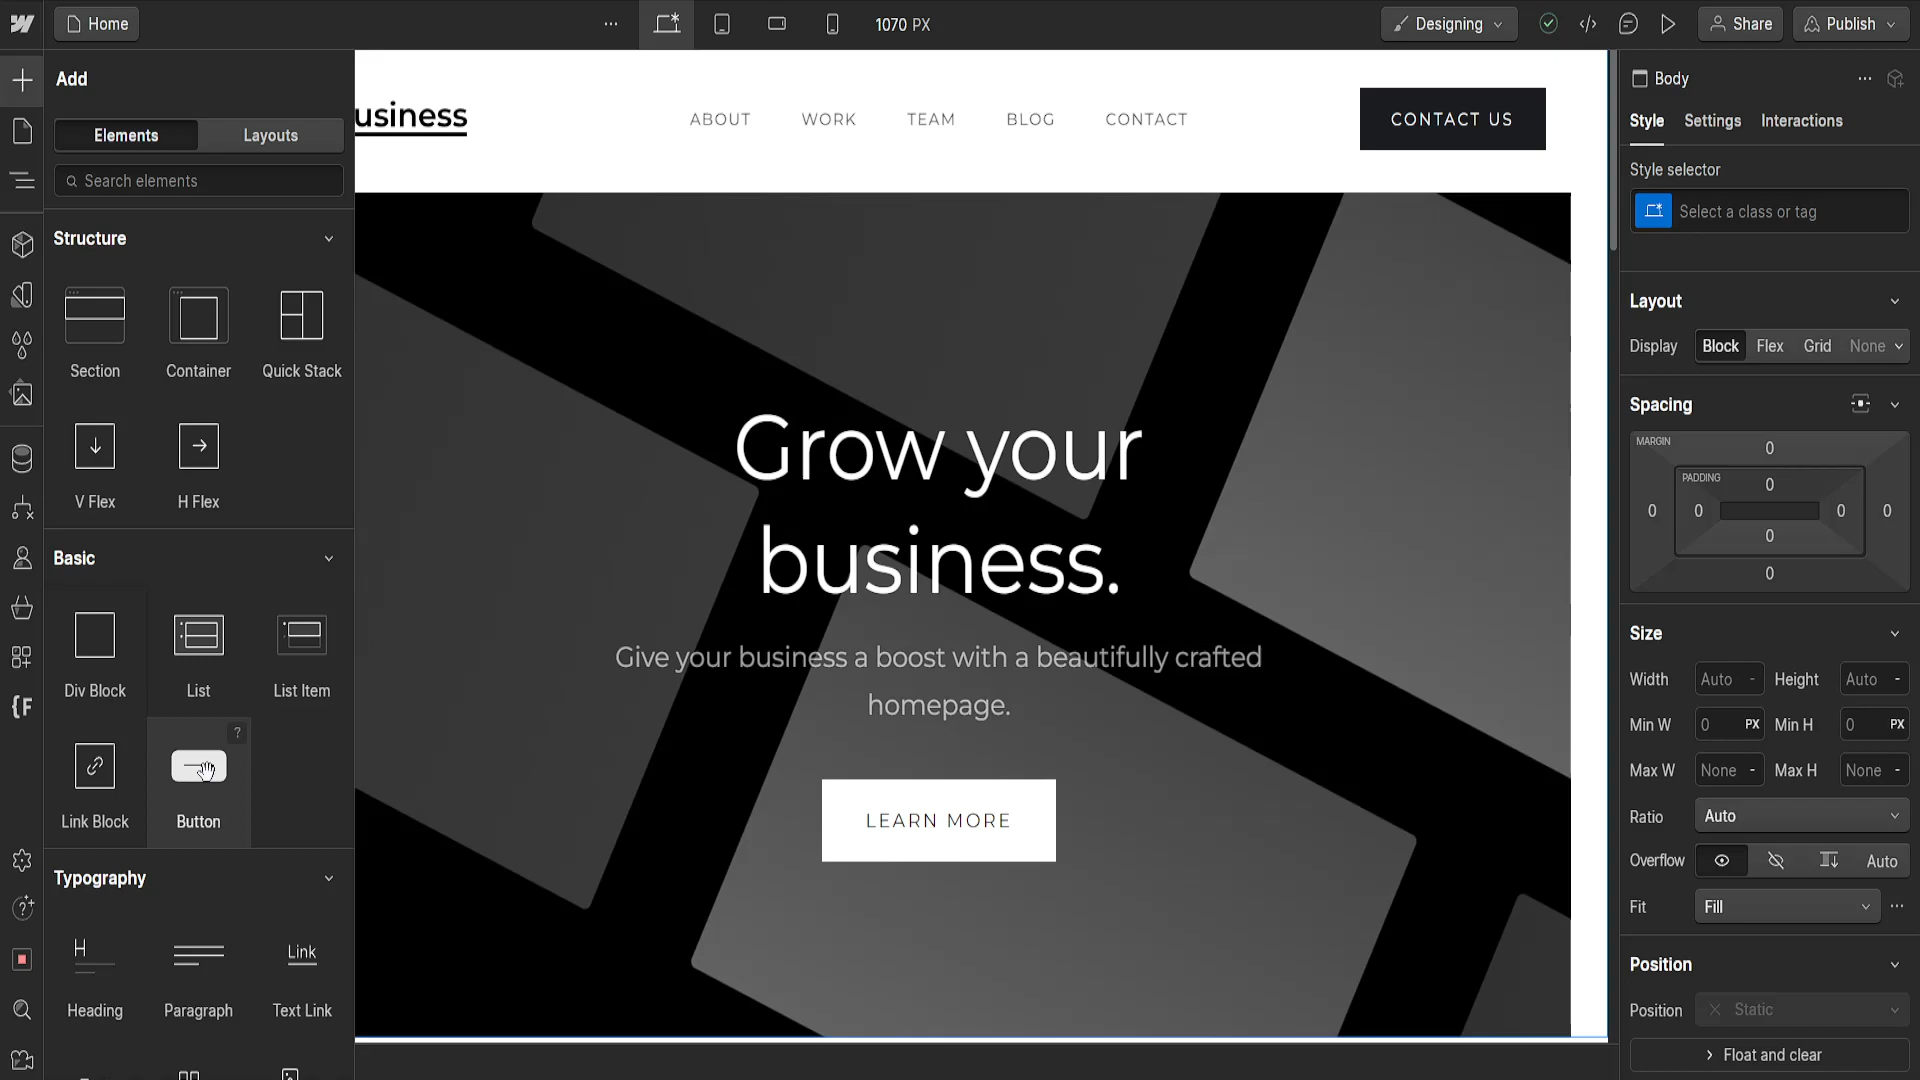 Home
1070 PX
Designing
Share
Publish
Add
Elements
Layouts
Search elements
Structure
Section
Container
Quick Stack
V Flex
H Flex
Basic
Div Block
List
List Item
?
Link Block
Button
Typography
H
Link
Heading
Paragraph
Text Link
usiness
ABOUT
WORK
TEAM
BLOG
CONTACT
CONTACT US
Grow your
business.
Give your business a boost with a beautifully crafted
homepage.
LEARN MORE
Body
Style
Settings
Interactions
Style selector
Select a class or tag
Layout
Display
Block
Flex
Grid
None
Spacing
MARGIN
0
PADDING
0
0
0
0
0
0
0
Size
Width
Auto
-
Height
Auto
-
Min W
0
PX
Min H
0
PX
Max W
None
-
Max H
None
-
Ratio
Auto
Overflow
Auto
Fit
Fill
Position
Position
Static
Float and clear